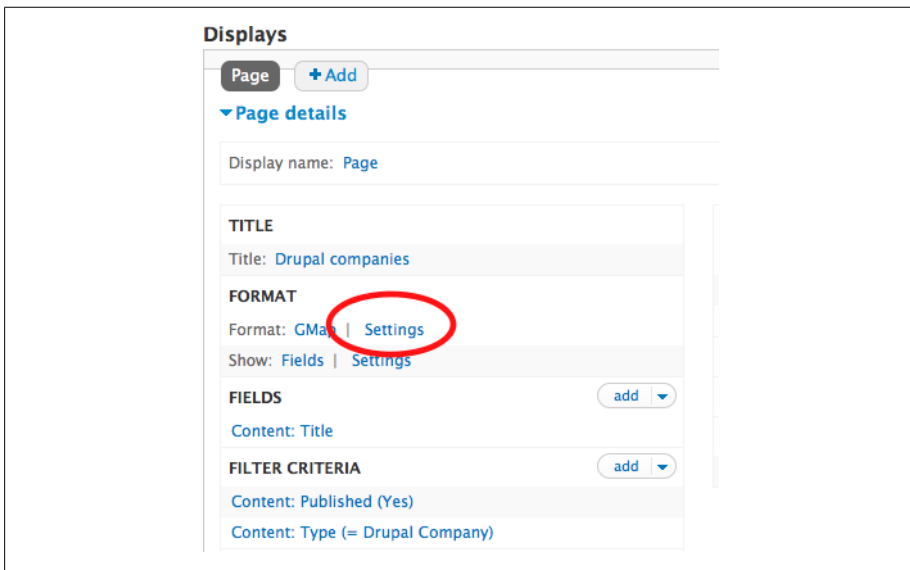 Displays
Page + Add
Page details
Display name: Page
TITLE
Title: Drupal companies
FORMAT
Format: GMap | Settings
Show: Fields | Settings
FIELDS add
Content: Title
FILTER CRITERIA add
Content: Published (Yes)
Content: Type (= Drupal Company)